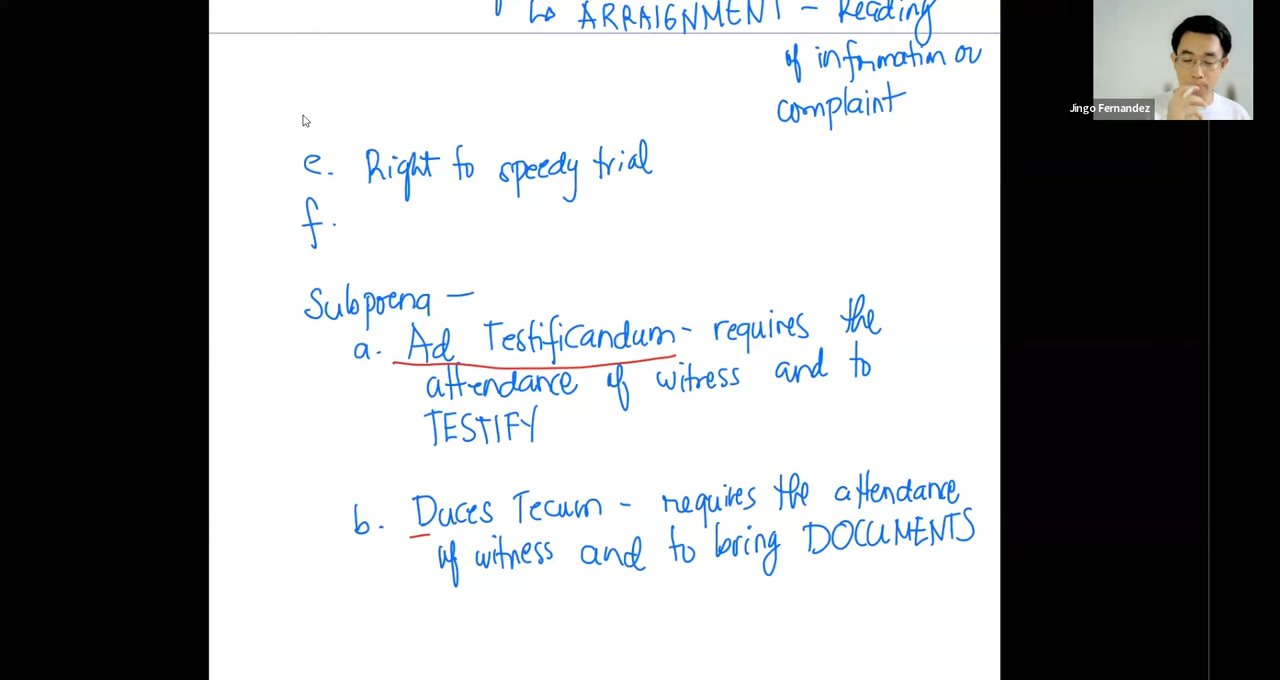 ↳ ARRAIGNMENT - Reading
of information or
complaint
Jingo Fernandez
e. Right to speedy trial
f.
Subpoena -
a. Ad Testificandum - requires the
attendance of witness and to
TESTIFY
b. Duces Tecum - requires the attendance
of witness and to bring DOCUMENTS